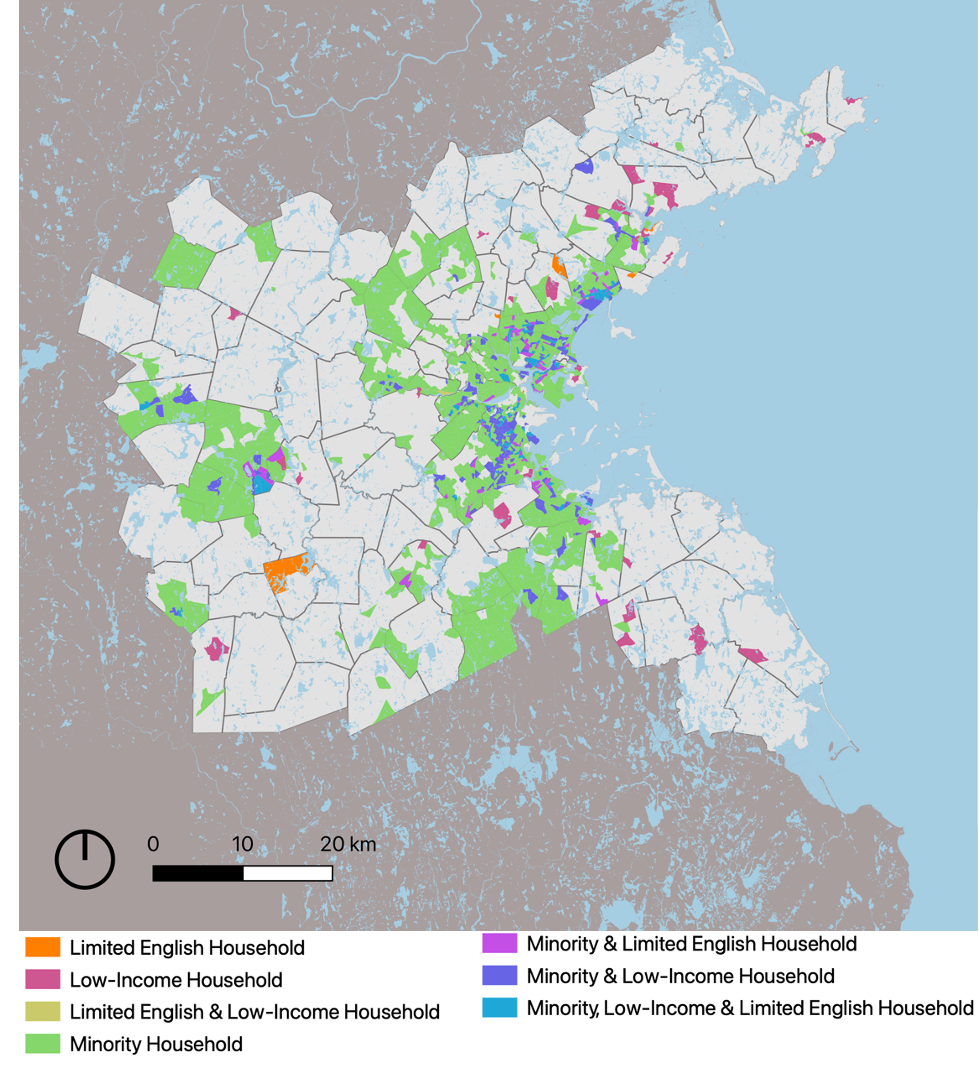 0 10 20 km
Limited English Household
Low-Income Household
Limited English & Low-Income Household
Minority Household
Minority & Limited English Household
Minority & Low-Income Household
Minority, Low-Income & Limited English Household